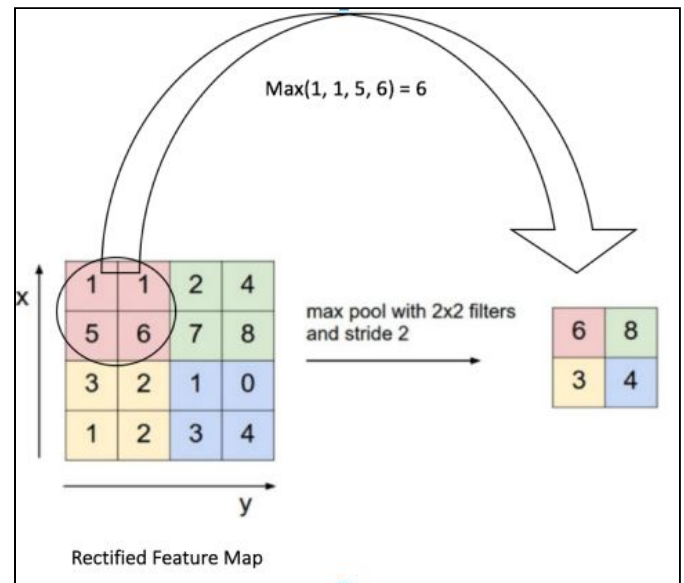 Max(1, 1, 5, 6) = 6
x
1 1 2 4
5 6 7 8
3 2 1 0
1 2 3 4
y
max pool with 2x2 filters
and stride 2
6 8
3 4
Rectified Feature Map